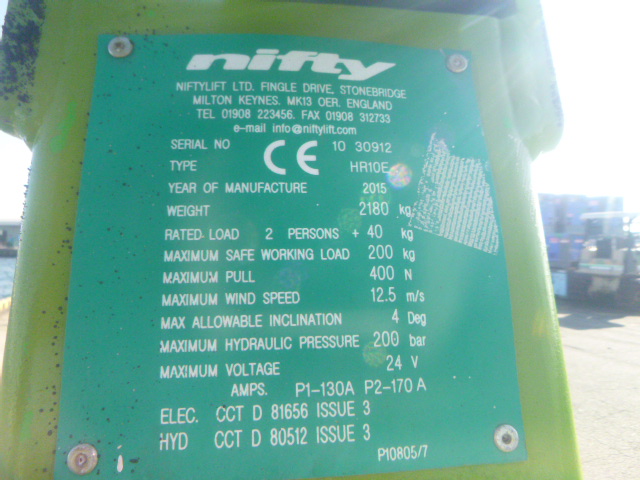 nifty
NIFTYLIFT LTD. FINGLE DRIVE, STONEBRIDGE
MILTON KEYNES. MK13 OER. ENGLAND
TEL 01908 223456. FAX 01908 312733
e-mail info@niftylift.com
SERIAL NO CE 10 30912
TYPE HR10E
YEAR OF MANUFACTURE 2015
WEIGHT 2180 kg
RATED LOAD 2 PERSONS + 40 kg
MAXIMUM SAFE WORKING LOAD 200 kg
MAXIMUM PULL 400 N
MAXIMUM WIND SPEED 12.5 m/s
MAX ALLOWABLE INCLINATION 4 Deg
MAXIMUM HYDRAULIC PRESSURE 200 bar
MAXIMUM VOLTAGE 24 V
AMPS. P1-130A P2-170 A
ELEC. CCT D 81656 ISSUE 3
HYD CCT D 80512 ISSUE 3
P10805/7